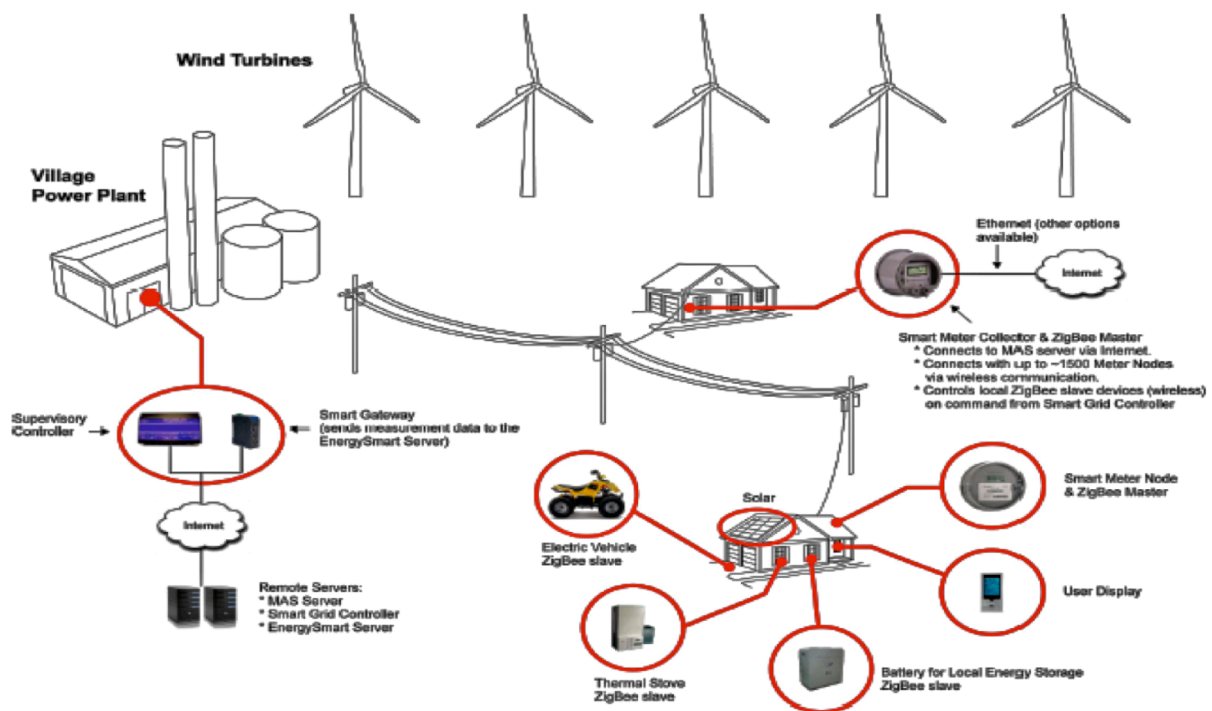 Wind Turbines
Village
Power Plant
Ethernet (other options
available)
Internet
Smart Meter Collector & ZigBee Master
* Connects to MAS server via Internet.
* Connects with up to ~1500 Meter Nodes
via wireless communication.
* Controls local ZigBee slave devices (wireless)
on command from Smart Grid Controller
Supervisory
Controller
Smart Gateway
(sends measurement data to the
EnergySmart Server)
Internet
Remote Servers:
* MAS Server
* Smart Grid Controller
* EnergySmart Server
Solar
Electric Vehicle
ZigBee slave
Smart Meter Node
& ZigBee Master
User Display
Thermal Stove
ZigBee slave
Battery for Local Energy Storage
ZigBee slave